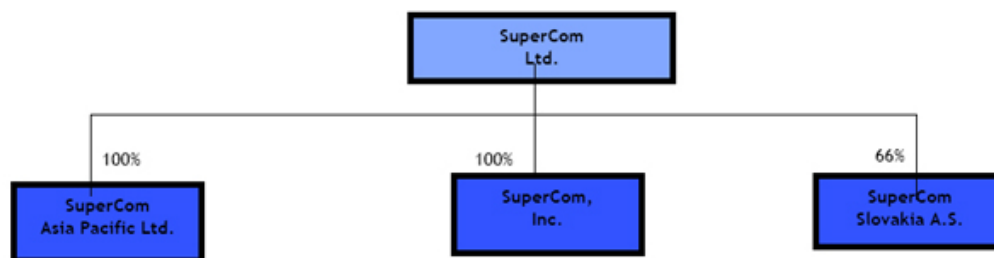 SuperCom
Ltd.
100%
100%
66%
SuperCom
Asia Pacific Ltd.
SuperCom,
Inc.
SuperCom
Slovakia A.S.